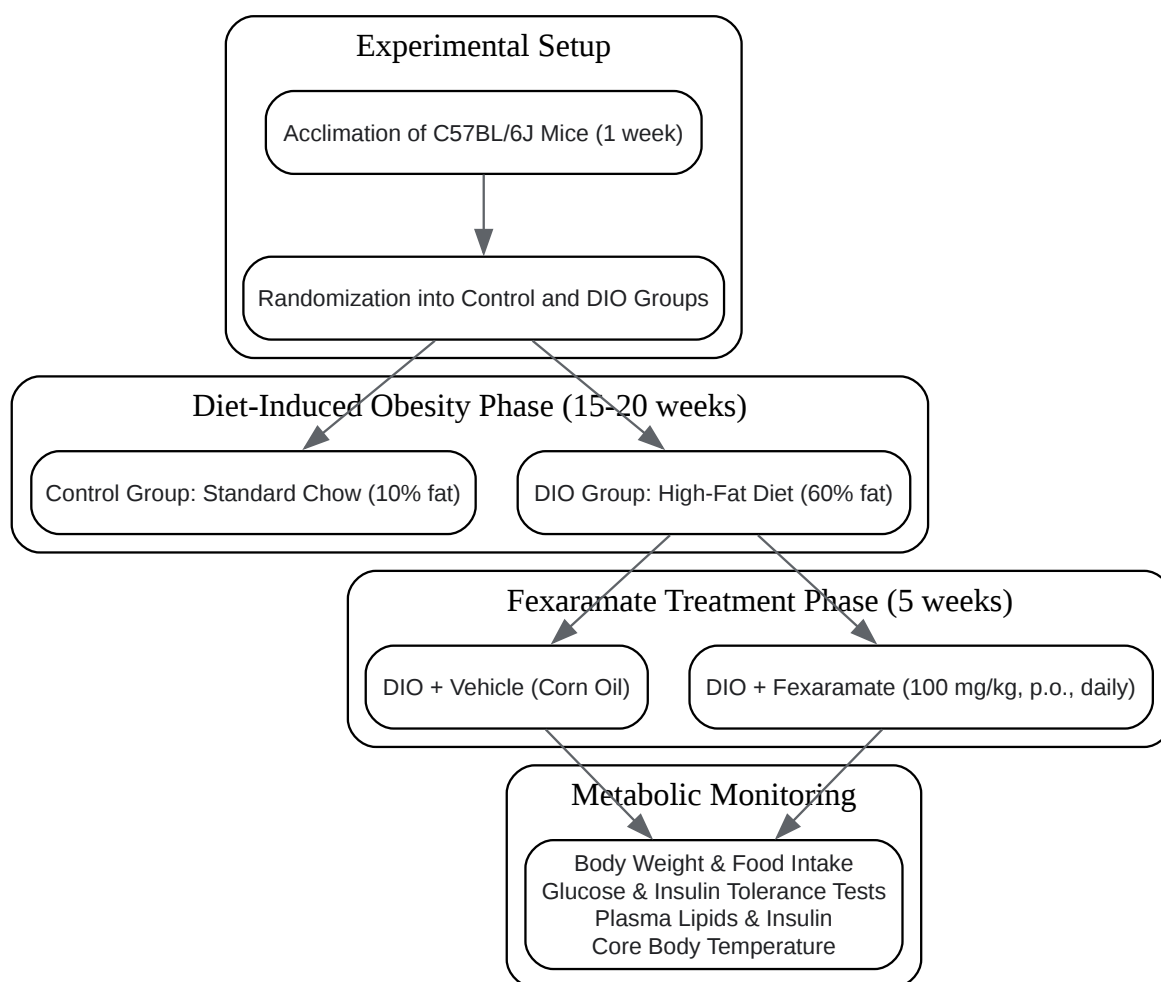 Experimental Setup
Acclimation of C57BL/6J Mice (1 week)
Randomization into Control and DIO Groups
Diet-Induced Obesity Phase (15-20 weeks)
Control Group: Standard Chow (10% fat)
DIO Group: High-Fat Diet (60% fat)
Fexaramate Treatment Phase (5 weeks)
DIO + Vehicle (Corn Oil)
DIO + Fexaramate (100 mg/kg, p.o., daily)
Metabolic Monitoring
Body Weight & Food Intake
Glucose & Insulin Tolerance Tests
Plasma Lipids & Insulin
Core Body Temperature